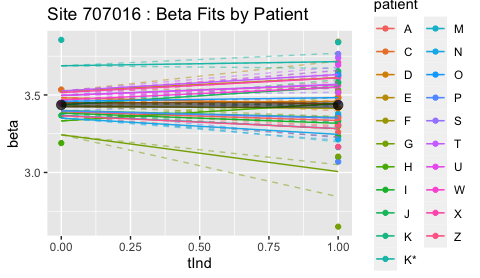 Site 707016 : Beta Fits by Patient
beta
3.5
3.0
0.00
0.25
0.50
0.75
1.00
tInd
patient
A
C
D
E
F
G
H
I
J
K
K*
M
N
O
P
S
T
U
W
X
Z